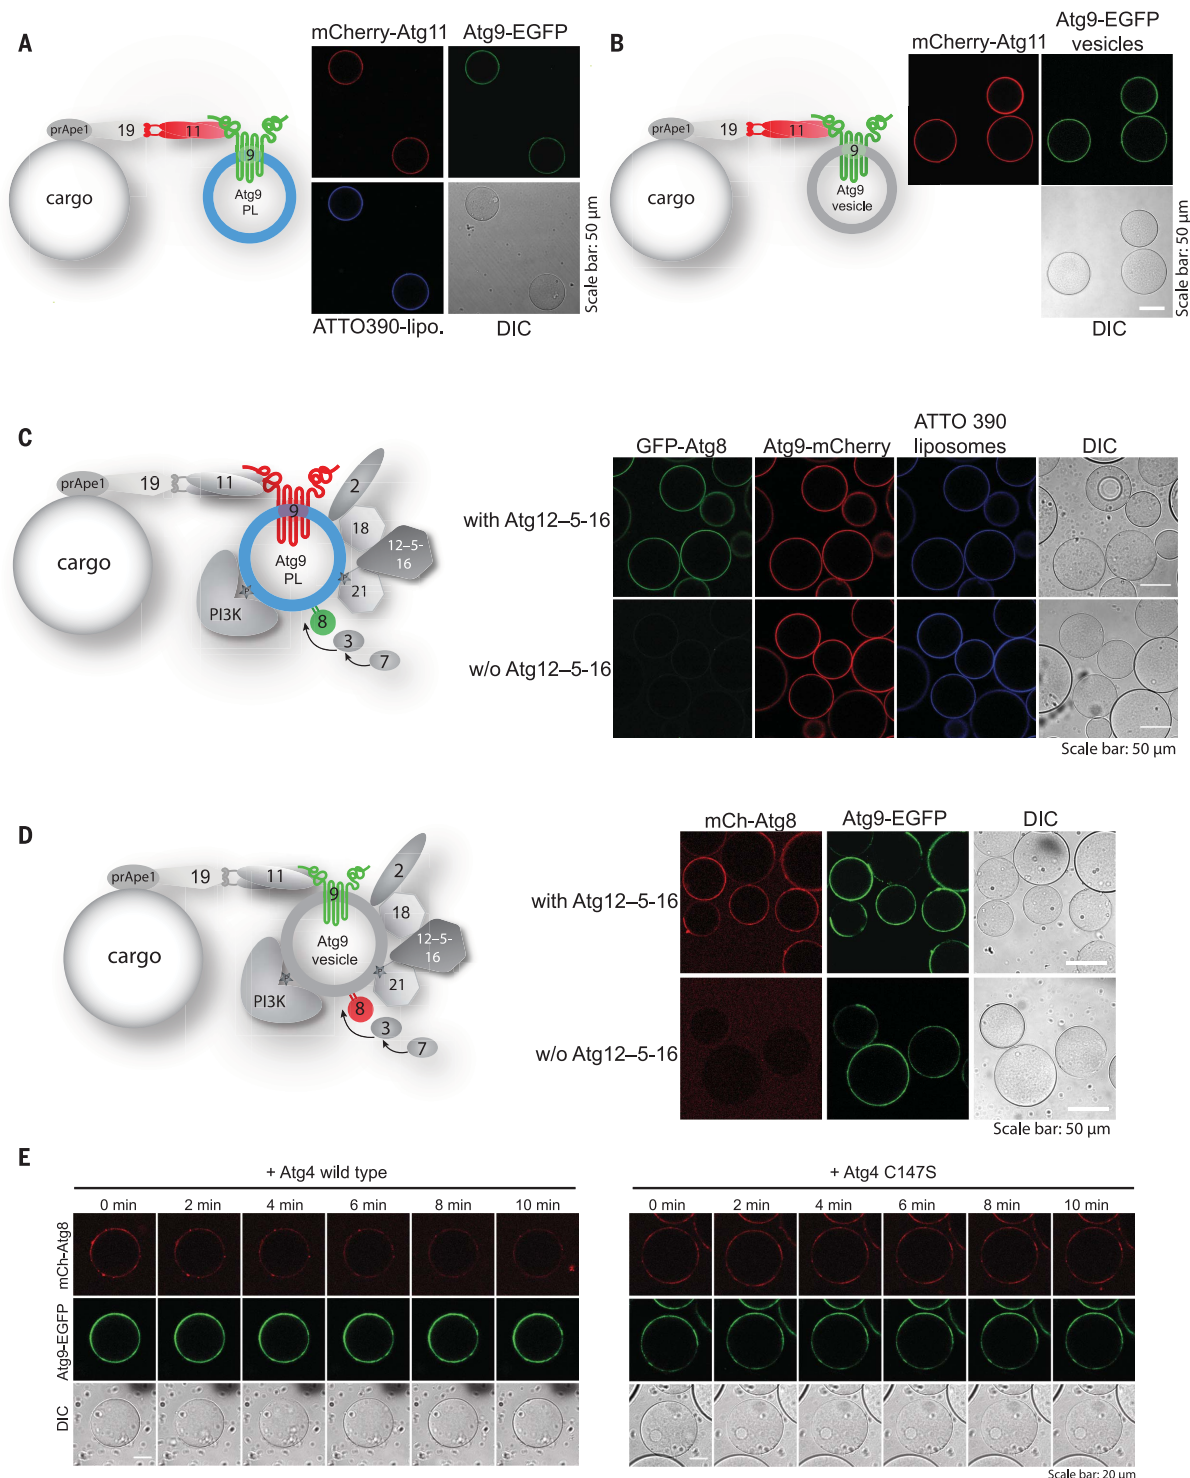 A
mCherry-Atg11
Atg9-EGFP
prApe1
19
11
9
cargo
Atg9
PL
ATTO390-lipo.
DIC
Scale bar: 50 µm
B
mCherry-Atg11
Atg9-EGFP
vesicles
prApe1
19
11
9
cargo
Atg9
vesicle
DIC
Scale bar: 50 µm
C
prApe1
19
11
9
2
18
12–5-
16
cargo
Atg9
PL
PI3K
21
8
3
7
GFP-Atg8
Atg9-mCherry
ATTO 390
liposomes
DIC
with Atg12–5-16
w/o Atg12–5-16
Scale bar: 50 µm
D
prApe1
19
11
9
2
18
12–5-
16
cargo
Atg9
vesicle
PI3K
21
8
3
7
mCh-Atg8
Atg9-EGFP
DIC
with Atg12–5-16
w/o Atg12–5-16
Scale bar: 50 µm
E
+ Atg4 wild type
0 min 2 min 4 min 6 min 8 min 10 min
+ Atg4 C147S
0 min 2 min 4 min 6 min 8 min 10 min
mCh-Atg8
Atg9-EGFP
DIC
Scale bar: 20 µm